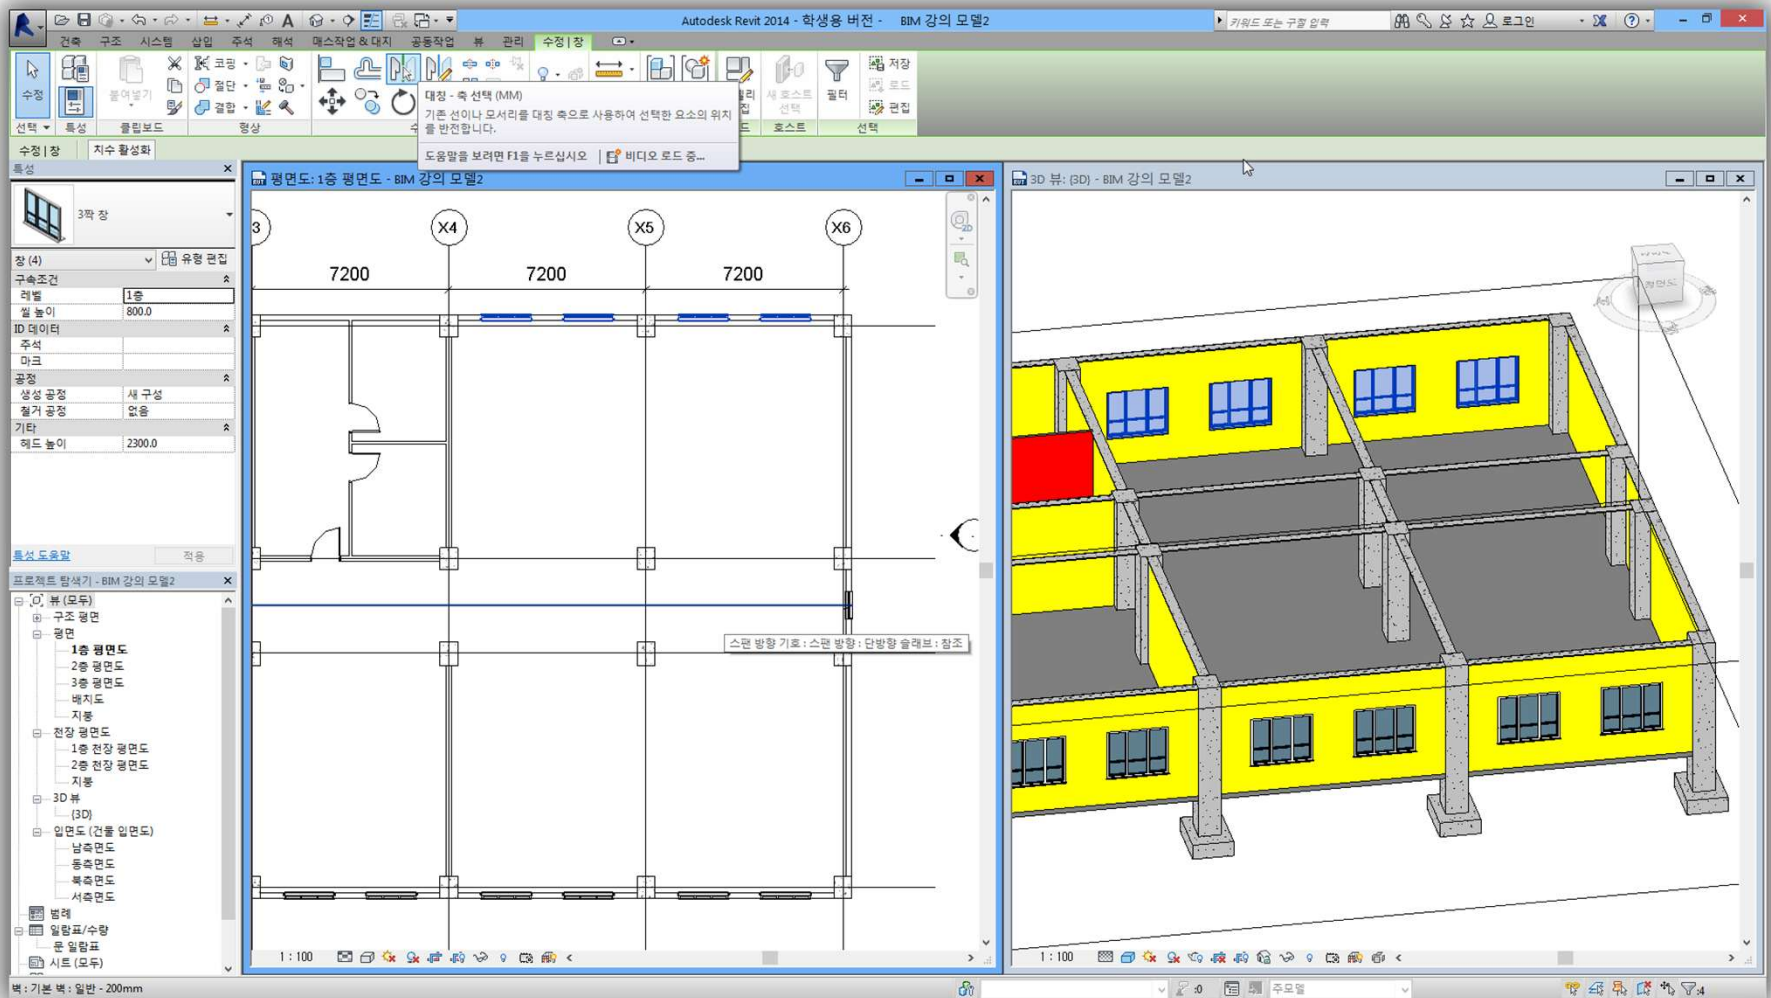 Autodesk Revit 2014 - 학생용 버전 - BIM 강의 모델2
키워드 또는 구절 입력
로그인
건축 구조 시스템 삽입 주석 해석 매스작업 & 대지 공동작업 뷰 관리 수정 | 창
수정 붙여넣기 코핑 절단 결합 새 호스트 선택 필터 저장 로드 편집
선택 특성 클립보드 형상 호스트 선택
대칭 - 축 선택 (MM)
기존 선이나 모서리를 대칭 축으로 사용하여 선택한 요소의 위치
를 반전합니다.
도움말을 보려면 F1을 누르십시오 비디오 로드 중...
수정 | 창 치수 활성화
특성
3짝 창
창 (4) 유형 편집
구속조건
레벨 1층
씰 높이 800.0
ID 데이터
주석
마크
공정
생성 공정 새 구성
철거 공정 없음
기타
헤드 높이 2300.0
특성 도움말 적용
프로젝트 탐색기 - BIM 강의 모델2
뷰 (모두)
구조 평면
평면
1층 평면도
2층 평면도
3층 평면도
배치도
지붕
천장 평면도
1층 천장 평면도
2층 천장 평면도
지붕
3D 뷰
{3D}
입면도 (건물 입면도)
남측면도
동측면도
북측면도
서측면도
범례
일람표/수량
문 일람표
시트 (모두)
평면도: 1층 평면도 - BIM 강의 모델2
3 X4 X5 X6
7200 7200 7200
2D
스팬 방향 기호 : 스팬 방향 : 단방향 슬래브 : 참조
1 : 100
3D 뷰: {3D} - BIM 강의 모델2
1 : 100
벽 : 기본 벽 : 일반 - 200mm
:0
주모델
:4